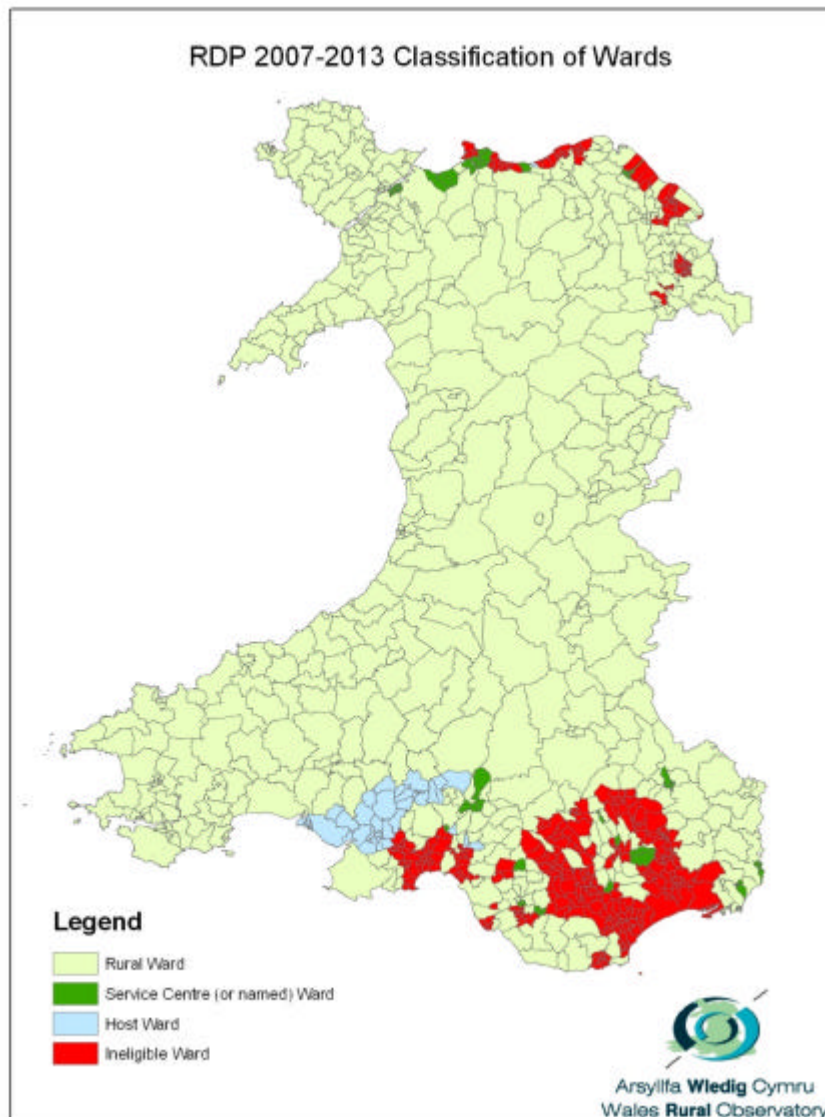 RDP 2007-2013 Classification of Wards
Legend
Rural Ward
Service Centre (or named) Ward
Host Ward
Ineligible Ward
Arsyllfa Wledig Cymru
Wales Rural Observatory